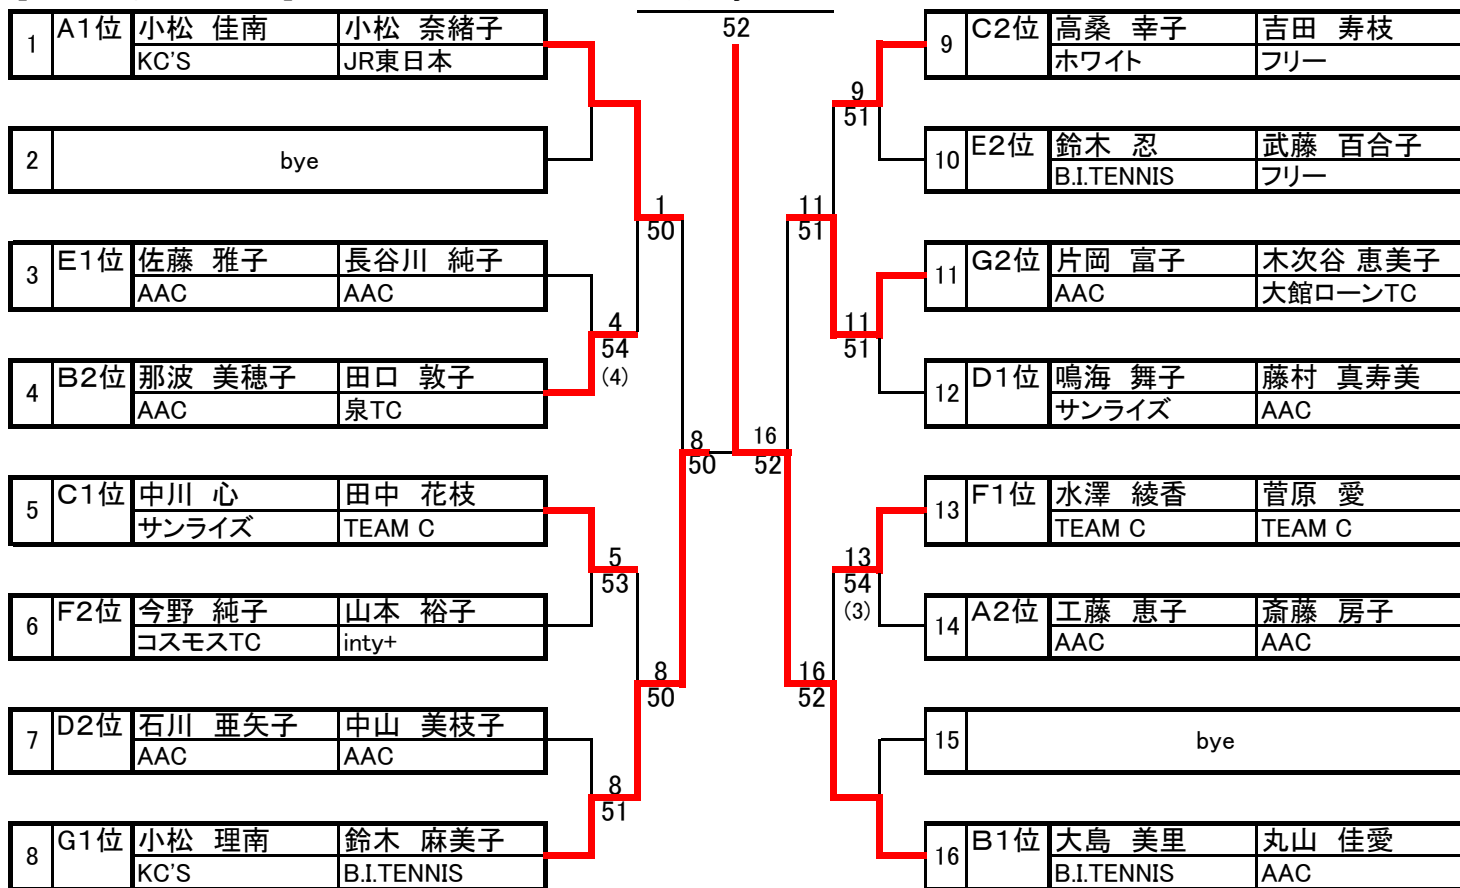 52
1 A1位 小松 佳南 小松 奈緒子
KC'S JR東日本
2 bye
3 E1位 佐藤 雅子 長谷川 純子
AAC AAC
4 B2位 那波 美穂子 田口 敦子
AAC 泉TC
5 C1位 中川 心 田中 花枝
サンライズ TEAM C
6 F2位 今野 純子 山本 裕子
コスモスTC inty+
7 D2位 石川 亜矢子 中山 美枝子
AAC AAC
8 G1位 小松 理南 鈴木 麻美子
KC'S B.I.TENNIS
1
50
4
54
(4)
5
53
8
50
8
51
8
50
16
52
9
51
11
51
11
51
13
54
(3)
16
52
9 C2位 高桑 幸子 吉田 寿枝
ホワイト フリー
10 E2位 鈴木 忍 武藤 百合子
B.I.TENNIS フリー
11 G2位 片岡 富子 木次谷 恵美子
AAC 大館ローンTC
12 D1位 鳴海 舞子 藤村 真寿美
サンライズ AAC
13 F1位 水澤 綾香 菅原 愛
TEAM C TEAM C
14 A2位 工藤 恵子 斎藤 房子
AAC AAC
15 bye
16 B1位 大島 美里 丸山 佳愛
B.I.TENNIS AAC